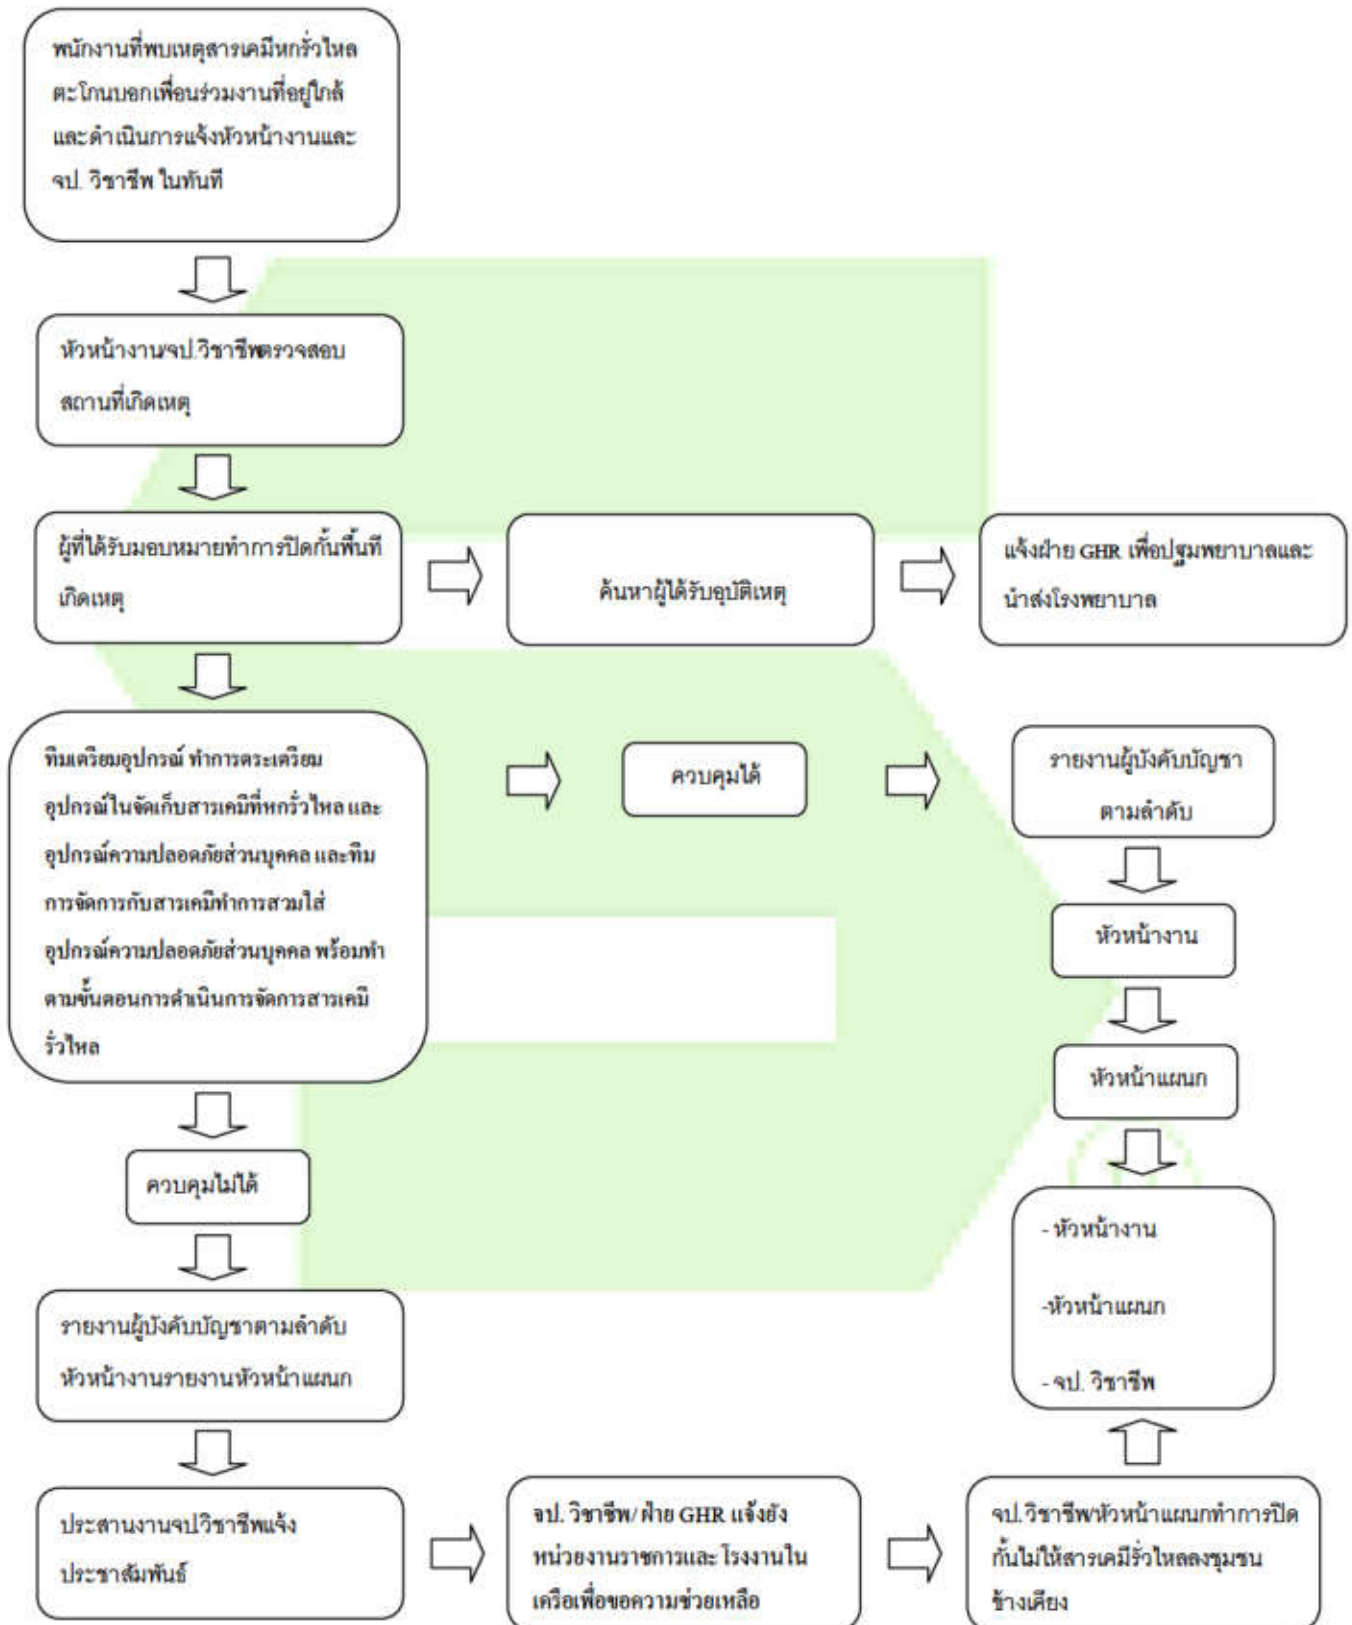 พนักงานที่พบเหตุสารเคมีหกรั่วไหล
ตะโกนบอกเพื่อนร่วมงานที่อยู่ใกล้
และดำเนินการแจ้งหัวหน้างานและ
จป. วิชาชีพ ในทันที
หัวหน้างาน/จป.วิชาชีพตรวจสอบ
สถานที่เกิดเหตุ
ผู้ที่ได้รับมอบหมายทำการปิดกั้นพื้นที่
เกิดเหตุ
ค้นหาผู้ได้รับอุบัติเหตุ
แจ้งฝ่าย GHR เพื่อปฐมพยาบาลและ
นำส่งโรงพยาบาล
ทีมเตรียมอุปกรณ์ ทำการตระเตรียม
อุปกรณ์ในจัดเก็บสารเคมีที่หกรั่วไหล และ
อุปกรณ์ความปลอดภัยส่วนบุคคล และทีม
การจัดการกับสารเคมีทำการสวมใส่
อุปกรณ์ความปลอดภัยส่วนบุคคล พร้อมทำ
ตามขั้นตอนการดำเนินการจัดการสารเคมี
รั่วไหล
ควบคุมได้
รายงานผู้บังคับบัญชา
ตามลำดับ
หัวหน้างาน
หัวหน้าแผนก
ควบคุมไม่ได้
- หัวหน้างาน
-หัวหน้าแผนก
- จป. วิชาชีพ
รายงานผู้บังคับบัญชาตามลำดับ
หัวหน้างานรายงานหัวหน้าแผนก
ประสานงานจปวิชาชีพแจ้ง
ประชาสัมพันธ์
จป. วิชาชีพ/ ฝ่าย GHR แจ้งยัง
หน่วยงานราชการและ โรงงานใน
เครือเพื่อขอความช่วยเหลือ
จป.วิชาชีพ/หัวหน้าแผนกทำการปิด
กั้นไม่ให้สารเคมีรั่วไหลลงชุมชน
ข้างเคียง